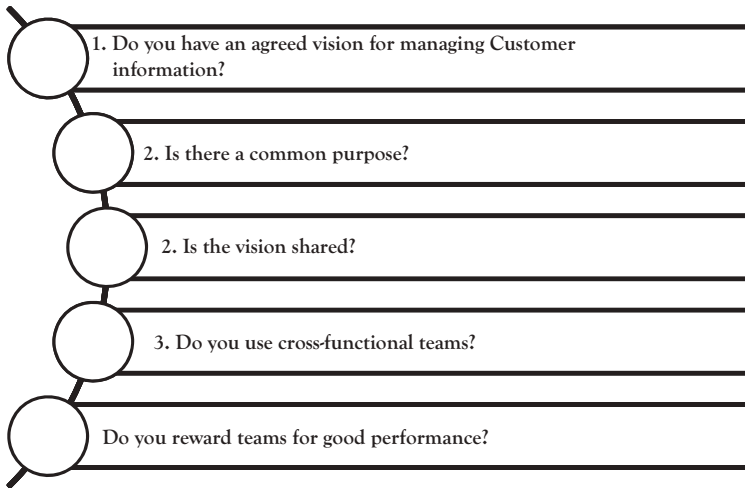 1. Do you have an agreed vision for managing Customer
information?
2. Is there a common purpose?
2. Is the vision shared?
3. Do you use cross-functional teams?
Do you reward teams for good performance?